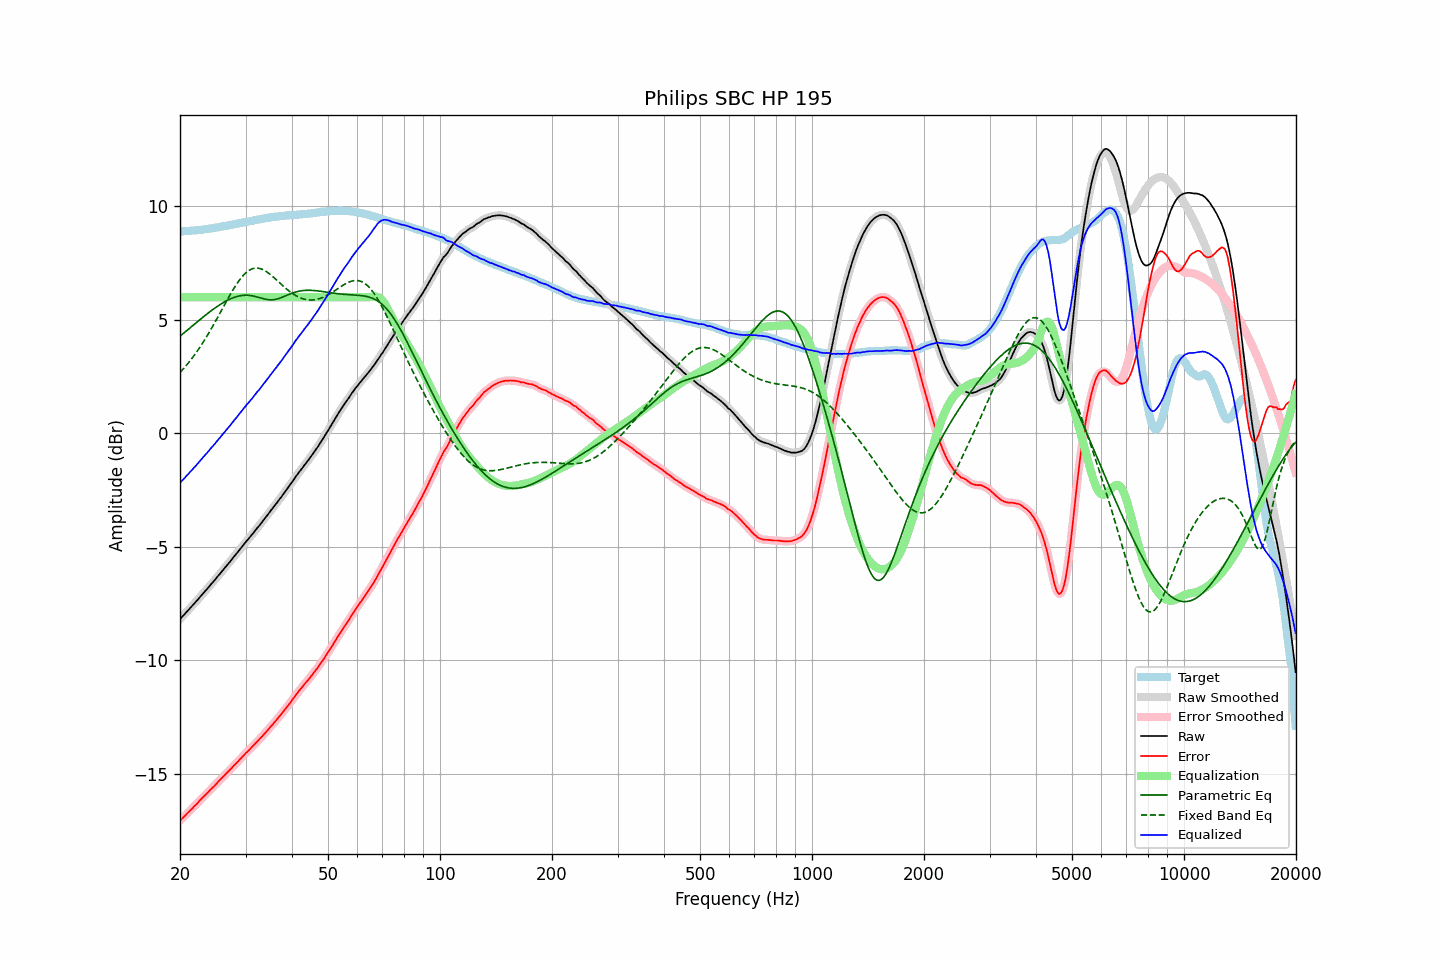 Philips SBC HP 195
Amplitude (dBr)
10
5
0
−5
−10
−15
20 50 100 200 500 1000 2000 5000 10000 20000
Frequency (Hz)
Target
Raw Smoothed
Error Smoothed
Raw
Error
Equalization
Parametric Eq
Fixed Band Eq
Equalized